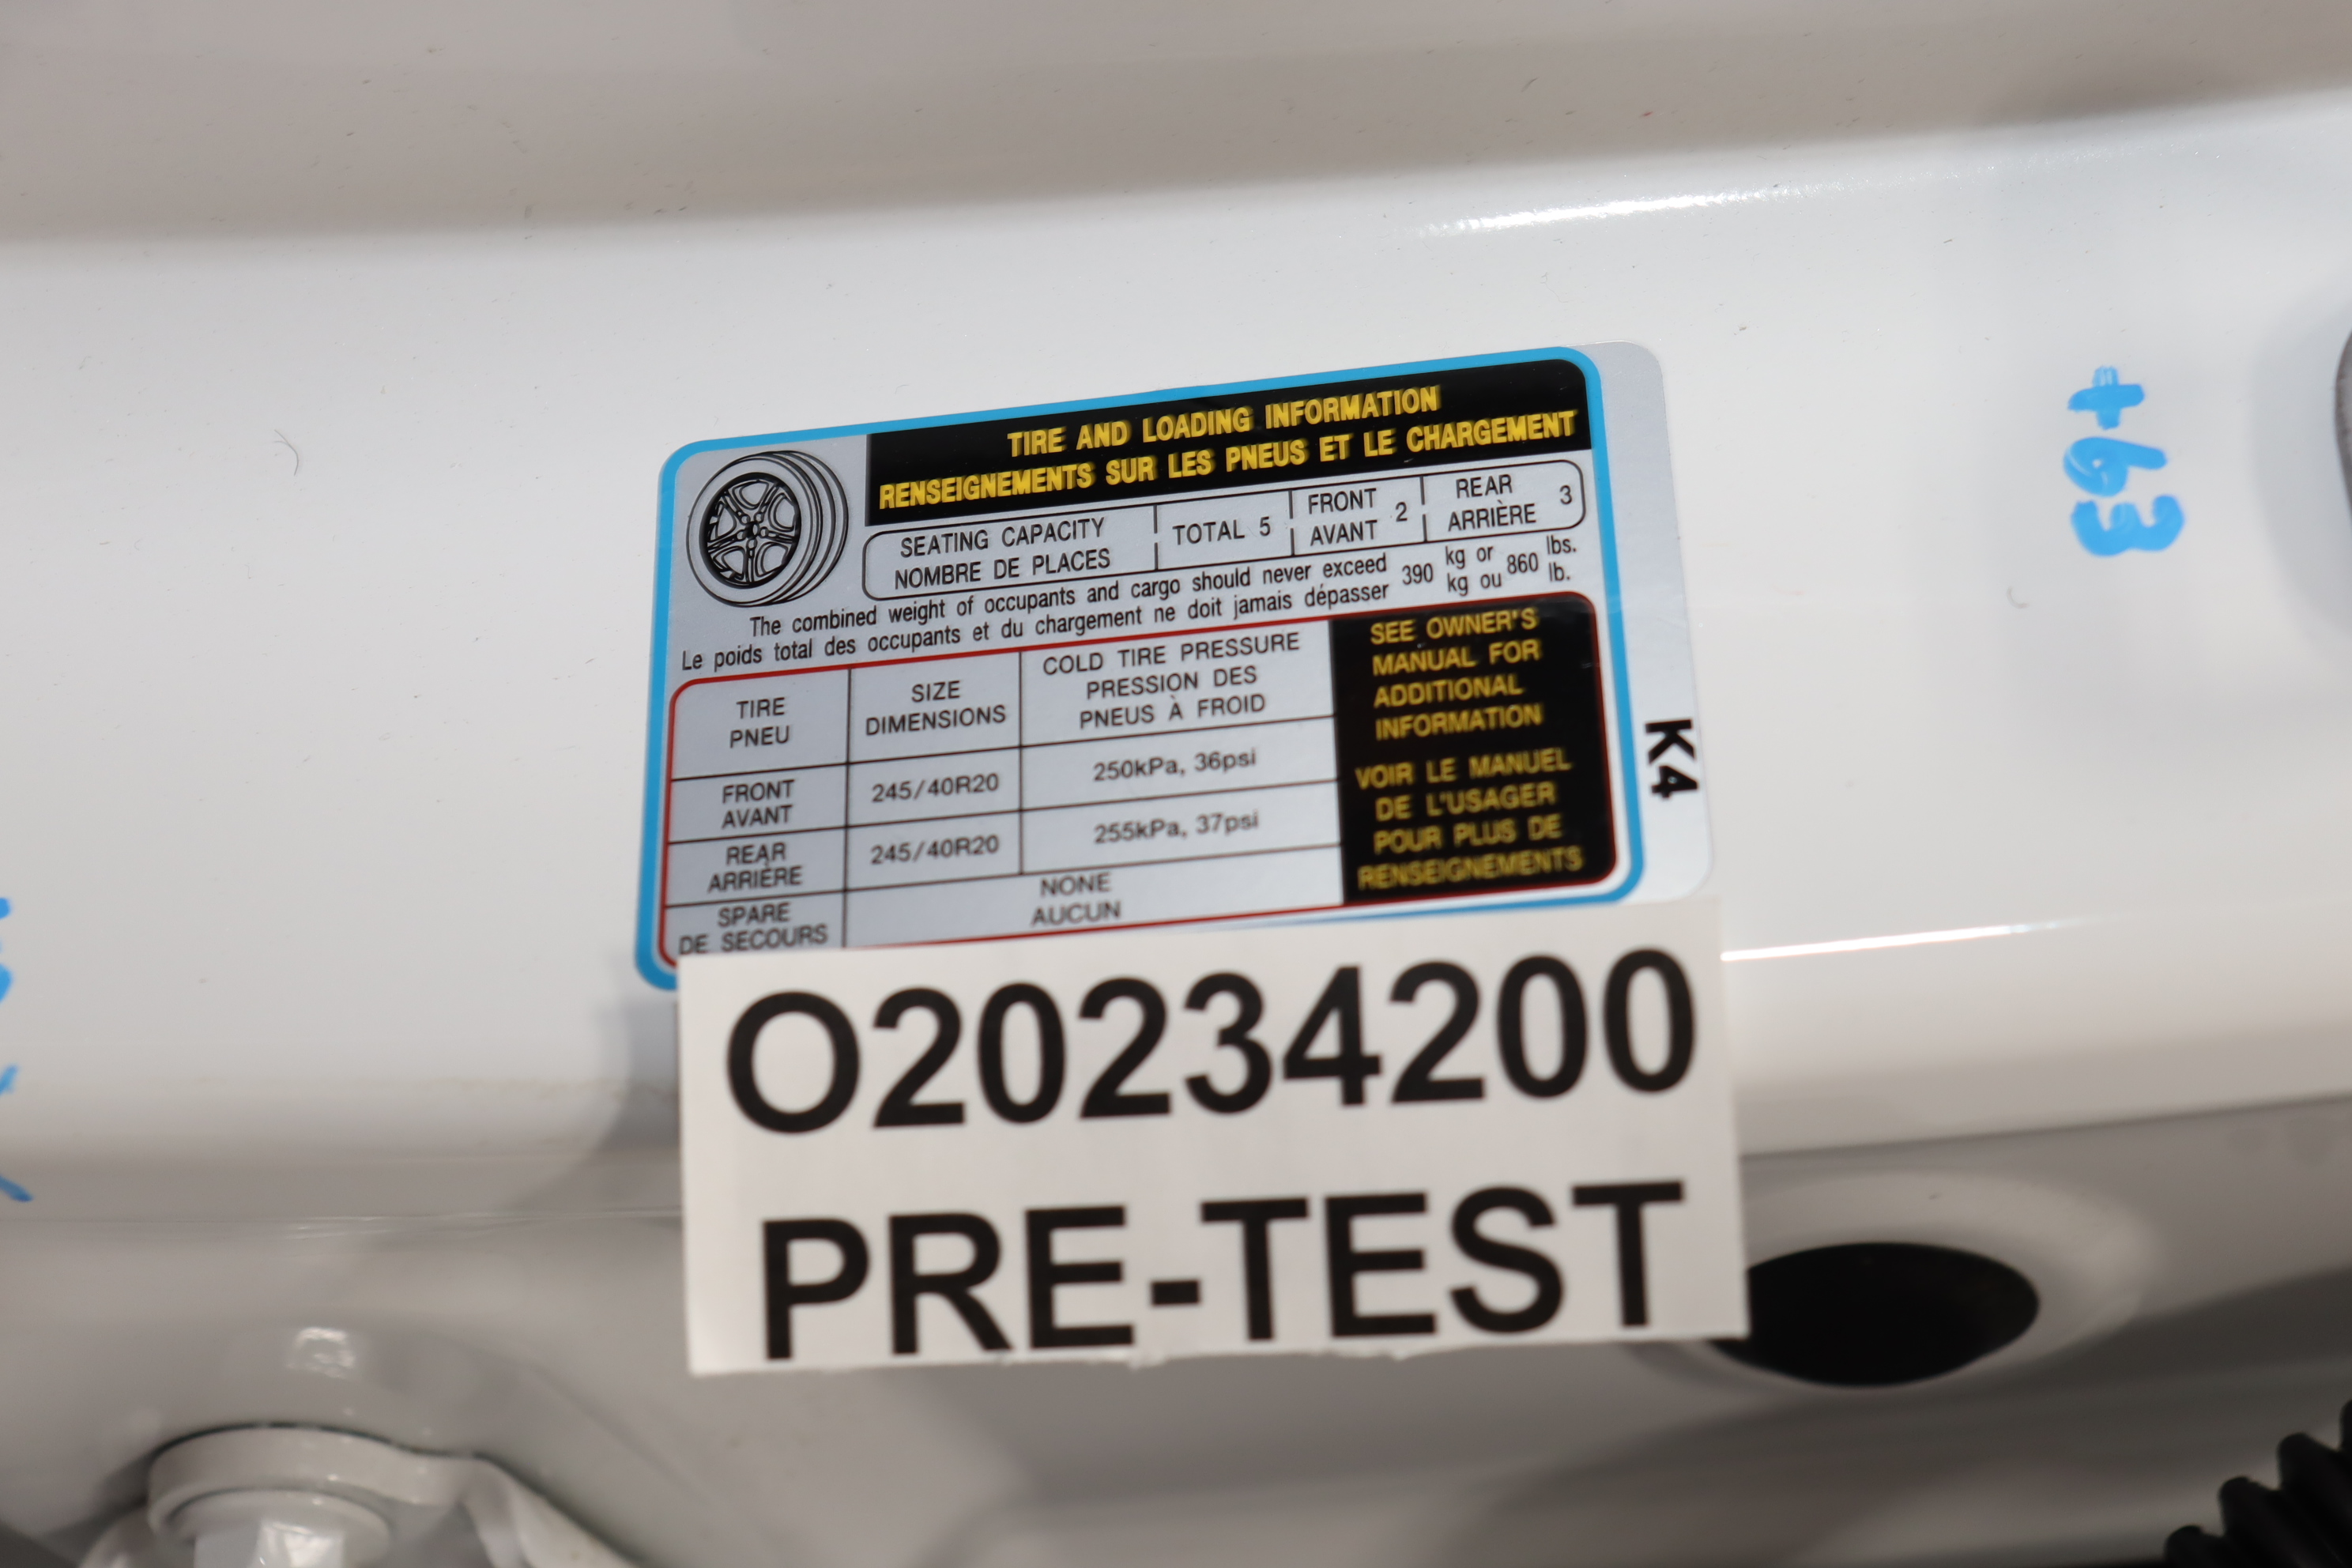 TIRE AND LOADING INFORMATION
RENSEIGNEMENTS SUR LES PNEUS ET LE CHARGEMENT
SEATING CAPACITY
NOMBRE DE PLACES
TOTAL 5
FRONT
AVANT
2
REAR
ARRIÈRE
3
The combined weight of occupants and cargo should never exceed 390 kg or 860 lbs.
Le poids total des occupants et du chargement ne doit jamais dépasser kg ou lb.
TIRE
PNEU
SIZE
DIMENSIONS
COLD TIRE PRESSURE
PRESSION DES
PNEUS À FROID
FRONT
AVANT
245/40R20
250kPa, 36psi
REAR
ARRIÈRE
245/40R20
255kPa, 37psi
SPARE
DE SECOURS
NONE
AUCUN
SEE OWNER'S
MANUAL FOR
ADDITIONAL
INFORMATION
VOIR LE MANUEL
DE L'USAGER
POUR PLUS DE
RENSEIGNEMENTS
K4
+63
O20234200
PRE-TEST